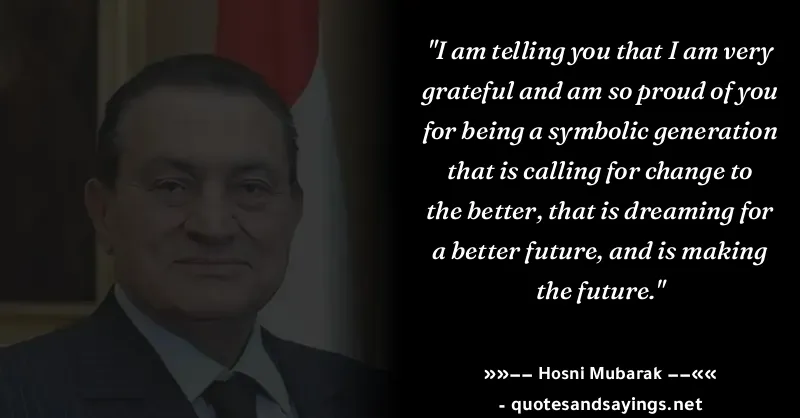 "I am telling you that I am very
grateful and am so proud of you
for being a symbolic generation
that is calling for change to
the better, that is dreaming for
a better future, and is making
the future."
»»–– Hosni Mubarak ––««
- quotesandsayings.net